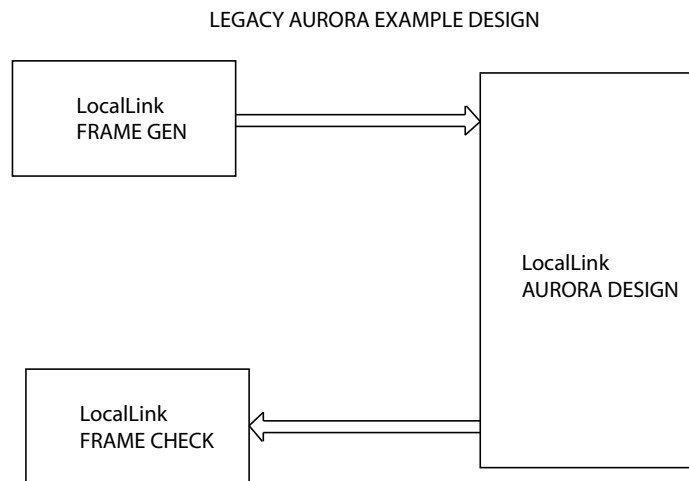 LEGACY AURORA EXAMPLE DESIGN
LocalLink
FRAME GEN
LocalLink
AURORA DESIGN
LocalLink
FRAME CHECK